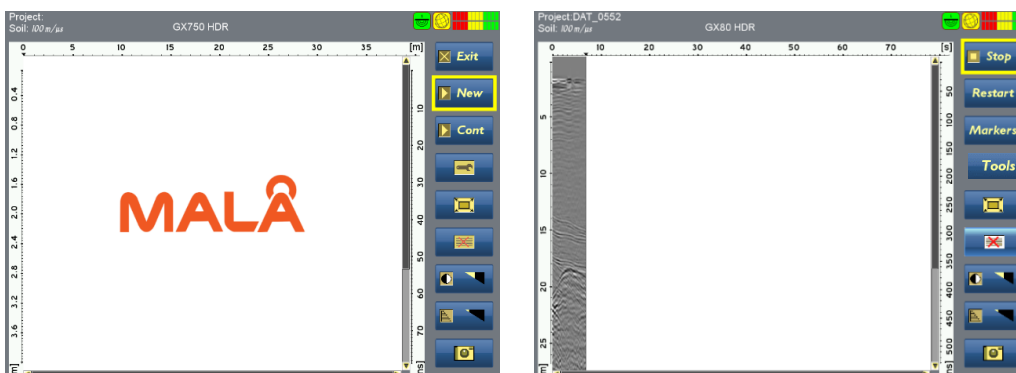 Project:
Soil: 100 m/µs
GX750 HDR
0 5 10 15 20 25 30 35 [m]
Exit
New
Cont
0.4
0.8
1.2
1.6
2.0
2.4
2.8
3.2
3.6
m]
MALÅ
10
20
30
40
50
60
70
ns]
Project:DAT_0552
Soil: 100 m/µs
GX80 HDR
0 10 20 30 40 50 60 70 [s]
Stop
Restart
Markers
Tools
5
10
15
20
25
m]
50
100
150
200
250
300
350
400
450
500
ns]